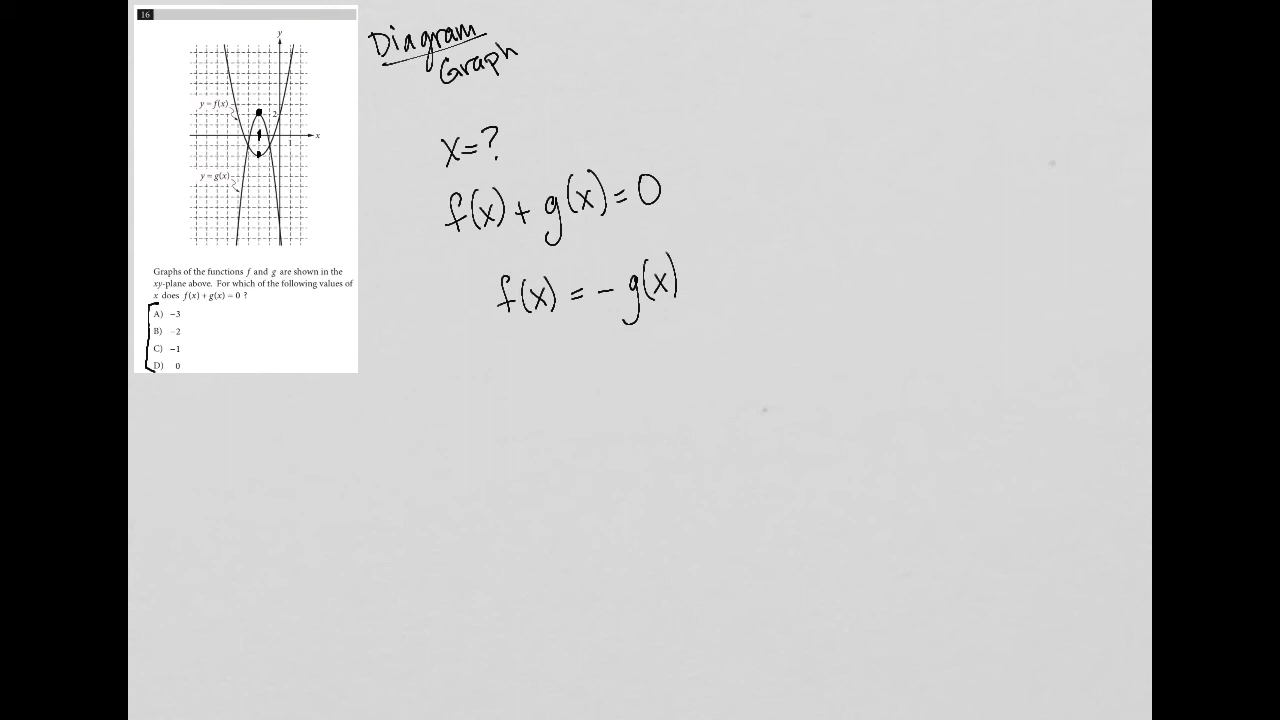 16
Diagram
Graph
y
y = f(x)
2
x
1
y = g(x)
x = ?
f(x) + g(x) = 0
f(x) = - g(x)
Graphs of the functions f and g are shown in the
xy-plane above. For which of the following values of
x does f(x) + g(x) = 0 ?
A) −3
B) −2
C) −1
D) 0